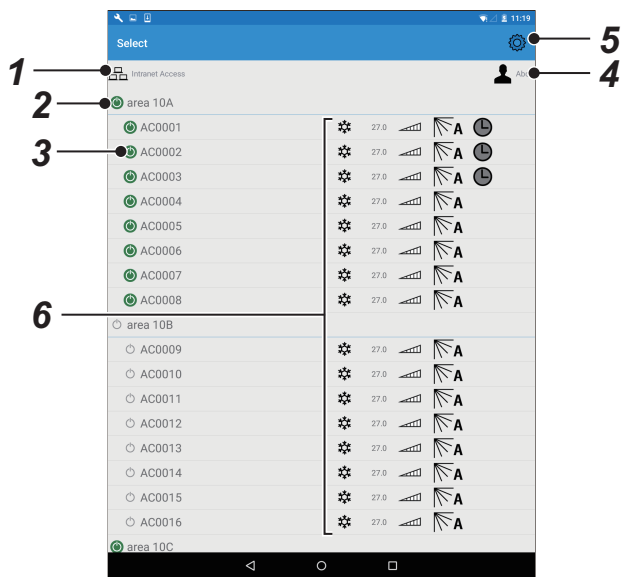 11:19
Select
5
1
Intranet Access
Abc
4
2
area 10A
AC0001
27.0
A
3
AC0002
27.0
A
AC0003
27.0
A
AC0004
27.0
A
AC0005
27.0
A
AC0006
27.0
A
AC0007
27.0
A
AC0008
27.0
A
6
area 10B
AC0009
27.0
A
AC0010
27.0
A
AC0011
27.0
A
AC0012
27.0
A
AC0013
27.0
A
AC0014
27.0
A
AC0015
27.0
A
AC0016
27.0
A
area 10C